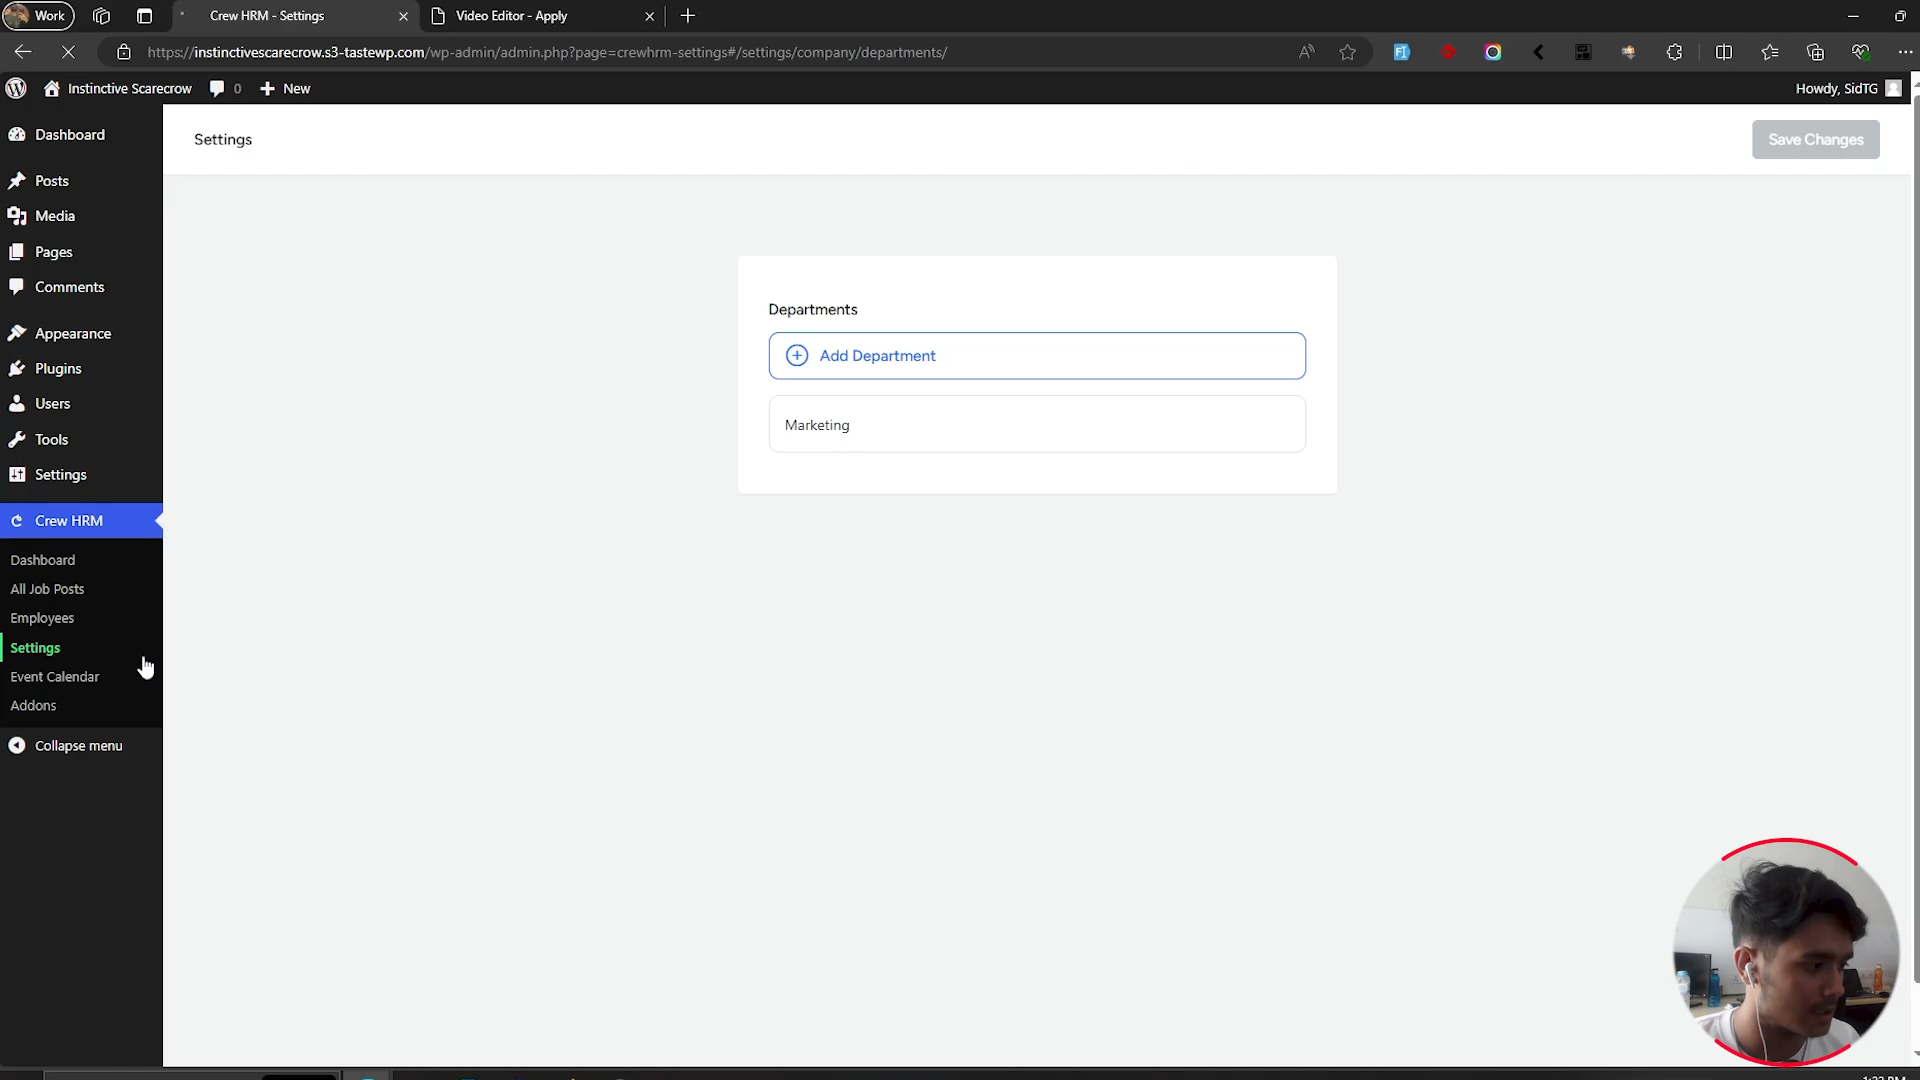 Work
Crew HRM - Settings
Video Editor - Apply
https://instinctivescarecrow.s3-tastewp.com/wp-admin/admin.php?page=crewhrm-settings#/settings/company/departments/
Instinctive Scarecrow
0
New
Howdy, SidTG
Dashboard
Settings
Save Changes
Posts
Media
Pages
Comments
Appearance
Plugins
Users
Tools
Settings
Departments
Add Department
Marketing
Crew HRM
Dashboard
All Job Posts
Employees
Settings
Event Calendar
Addons
Collapse menu